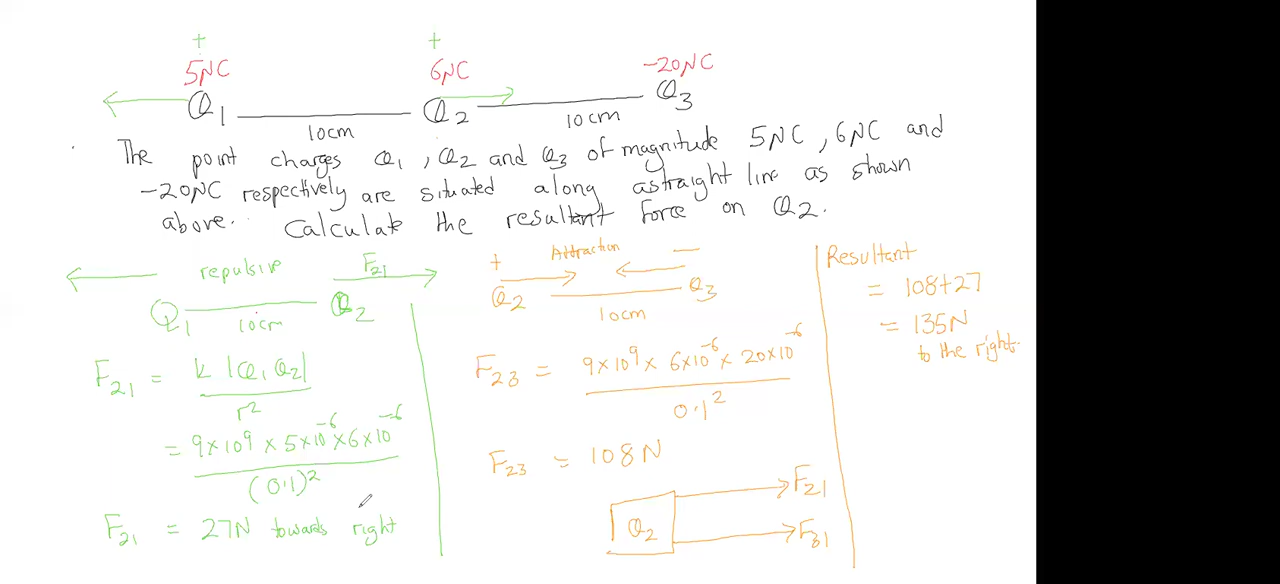 + +
5NC 6NC -20NC
Q1 Q2 Q3
10cm 10cm
The point charges Q1, Q2 and Q3 of magnitude 5NC, 6NC and
-20NC respectively are situated along astraight line as shown
above. Calculate the resultant force on Q2.
repulsive F21
Q1 Q2
10cm
F21 = k |Q1 Q2|
r²
= 9×10⁹ × 5×10⁻⁶ × 6×10⁻⁶
(0.1)²
F21 = 27N towards right
+ Attraction −
Q2 Q3
10cm
F23 = 9×10⁹ × 6×10⁻⁶ × 20×10⁻⁶
0.1²
F23 = 108N
Q2 F21
F31
Resultant
= 108+27
= 135N
to the right.